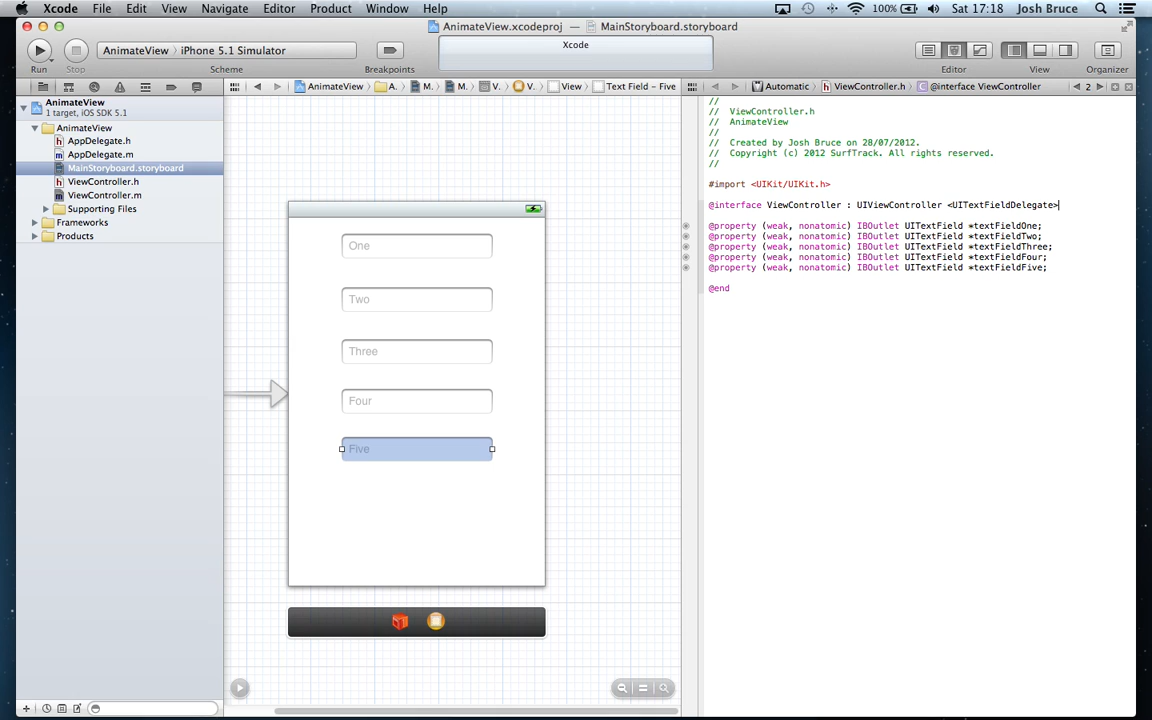 Xcode File Edit View Navigate Editor Product Window Help 100% Sat 17:18 Josh Bruce
AnimateView.xcodeproj — MainStoryboard.storyboard
AnimateView iPhone 5.1 Simulator
Xcode
Run Stop Scheme Breakpoints Editor View Organizer
AnimateView
1 target, iOS SDK 5.1
AnimateView
AppDelegate.h
AppDelegate.m
MainStoryboard.storyboard
ViewController.h
ViewController.m
Supporting Files
Frameworks
Products
AnimateView A. M. M. V. V. View Text Field - Five
One
Two
Three
Four
Five
Automatic ViewController.h @interface ViewController 2
//
// ViewController.h
// AnimateView
//
// Created by Josh Bruce on 28/07/2012.
// Copyright (c) 2012 SurfTrack. All rights reserved.
//
#import <UIKit/UIKit.h>
@interface ViewController : UIViewController <UITextFieldDelegate>
@property (weak, nonatomic) IBOutlet UITextField *textFieldOne;
@property (weak, nonatomic) IBOutlet UITextField *textFieldTwo;
@property (weak, nonatomic) IBOutlet UITextField *textFieldThree;
@property (weak, nonatomic) IBOutlet UITextField *textFieldFour;
@property (weak, nonatomic) IBOutlet UITextField *textFieldFive;
@end